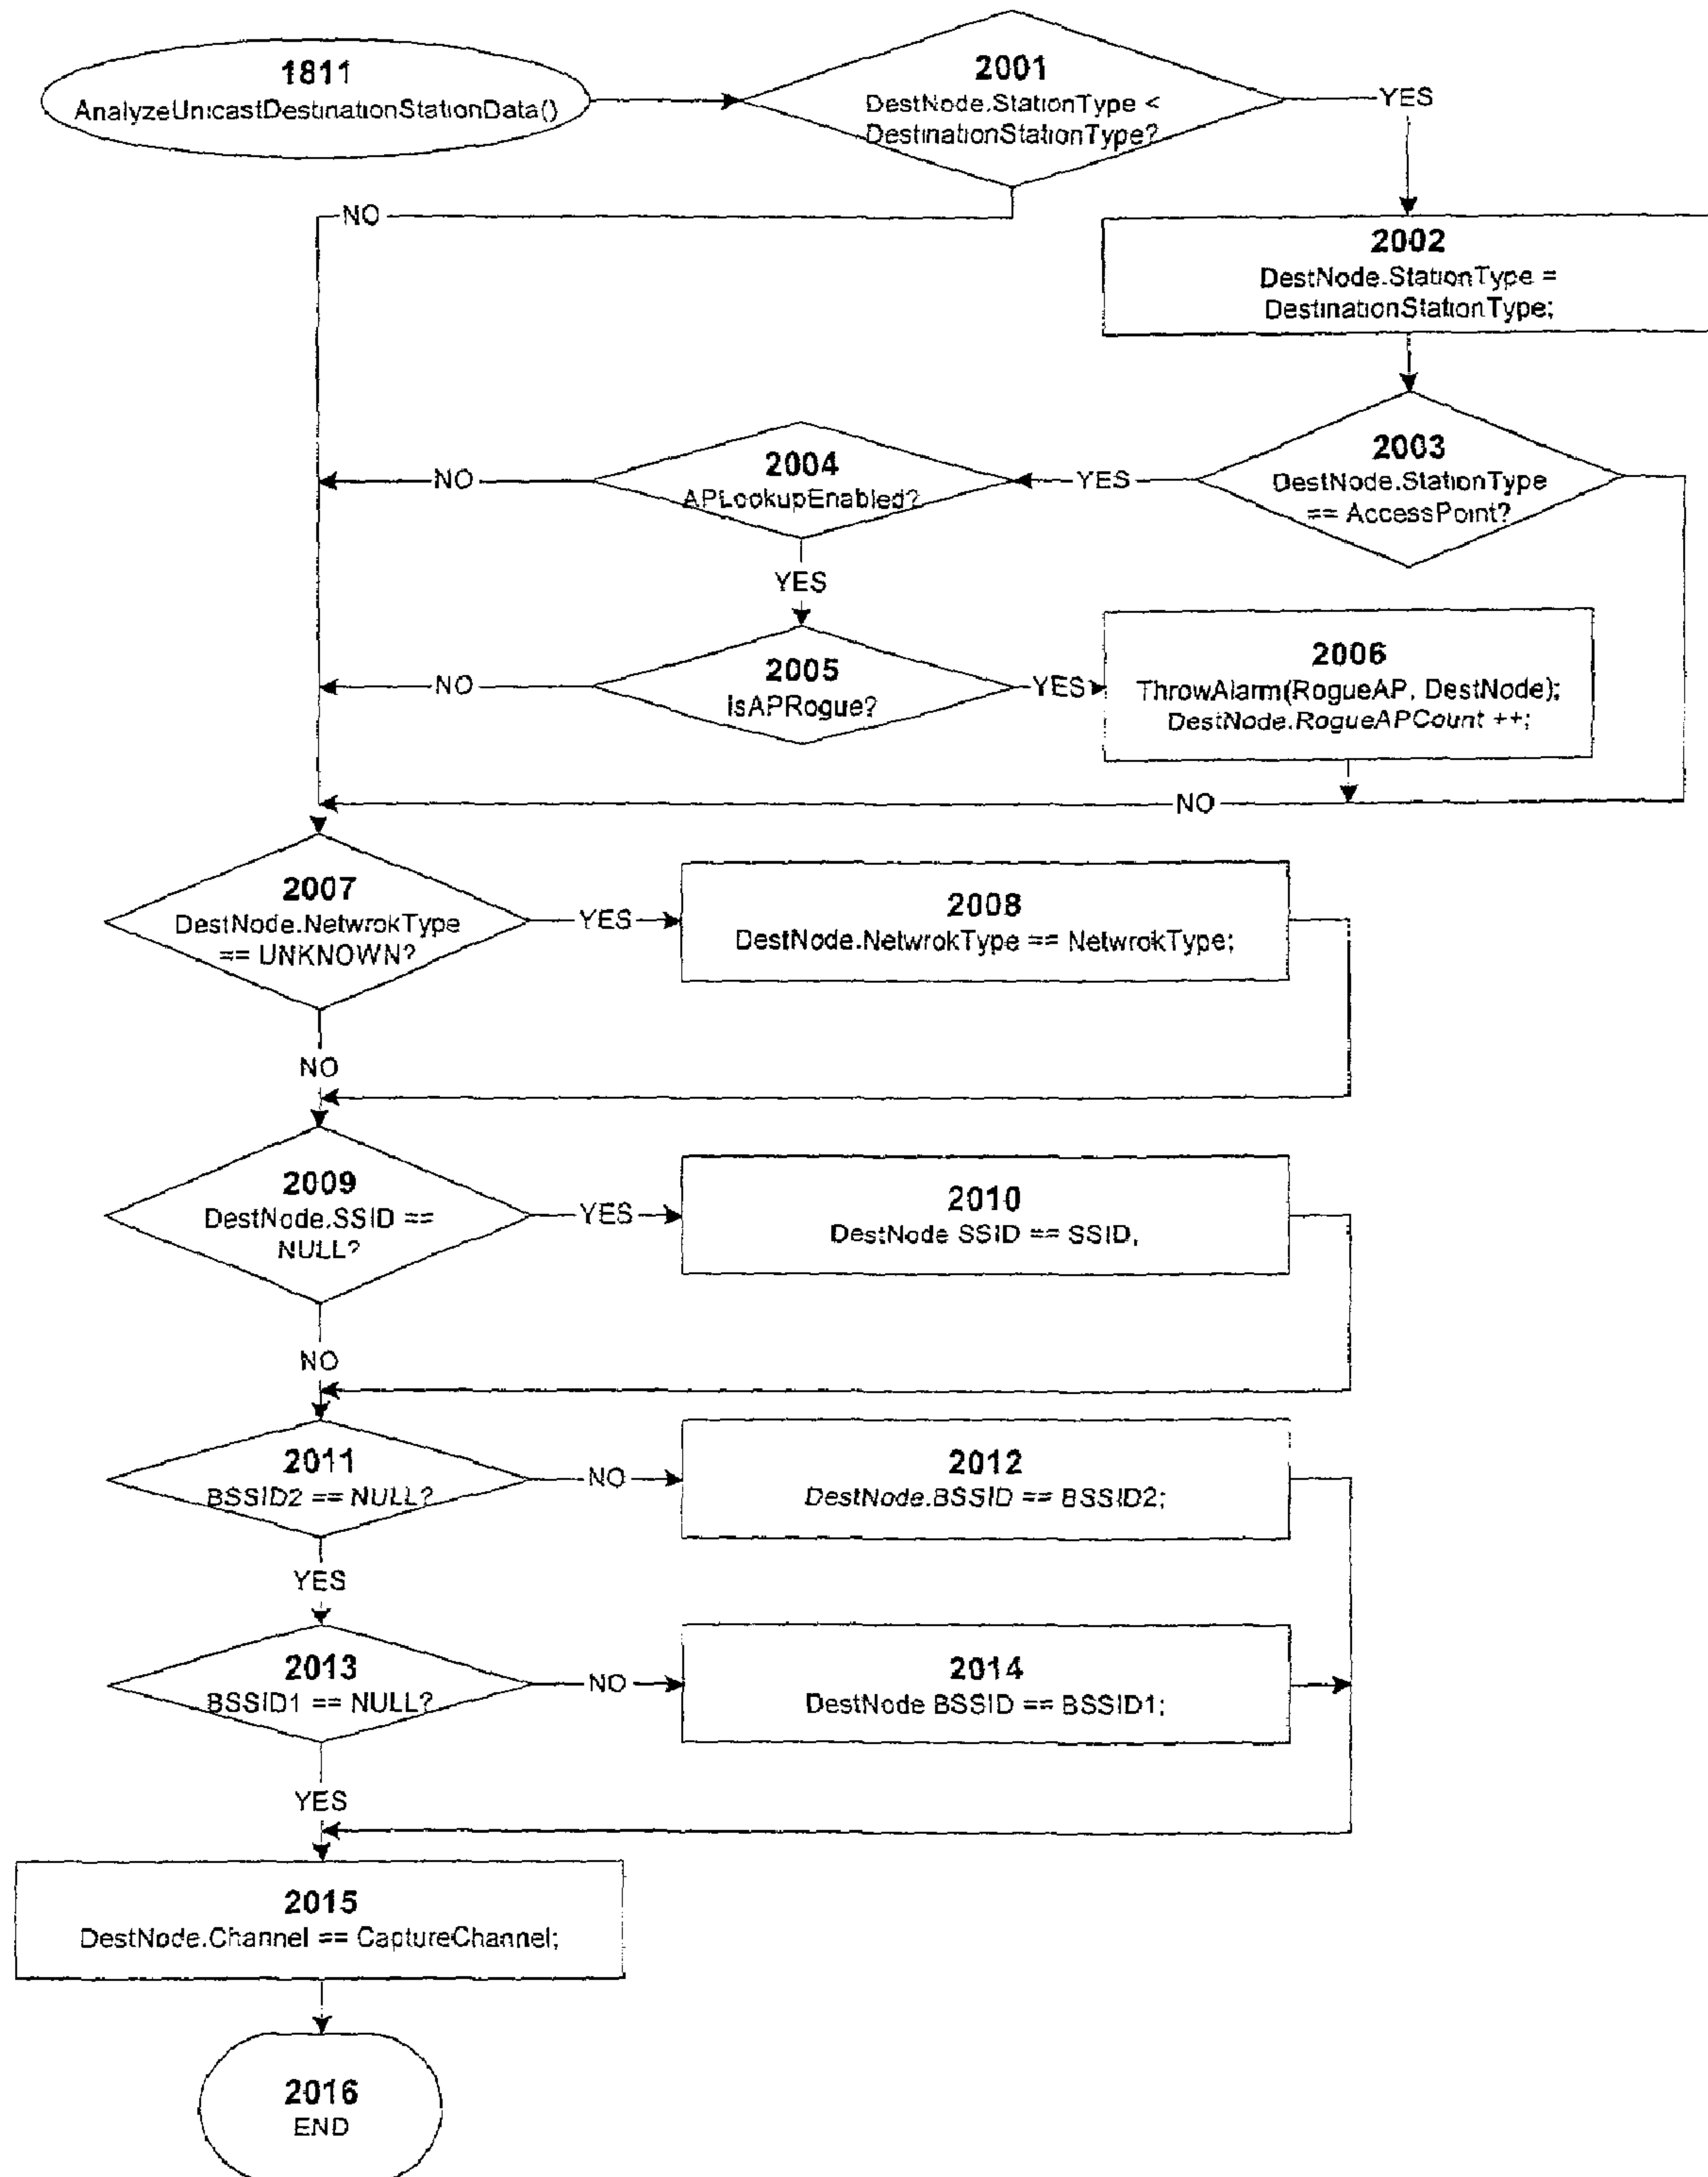 1811
AnalyzeUnicastDestinationStationData()
2001
DestNode.StationType <
DestinationStationType?
YES
NO
2002
DestNode.StationType =
DestinationStationType;
2003
DestNode.StationType
== AccessPoint?
YES
2004
APLookupEnabled?
NO
YES
2005
IsAPRogue?
NO
YES
2006
ThrowAlarm(RogueAP, DestNode);
DestNode.RogueAPCount ++;
NO
2007
DestNode.NetwrokType
== UNKNOWN?
YES
2008
DestNode.NetwrokType == NetwrokType;
NO
2009
DestNode.SSID ==
NULL?
YES
2010
DestNode SSID == SSID,
NO
2011
BSSID2 == NULL?
NO
2012
DestNode.BSSID == BSSID2;
YES
2013
BSSID1 == NULL?
NO
2014
DestNode BSSID == BSSID1;
YES
2015
DestNode.Channel == CaptureChannel;
2016
END